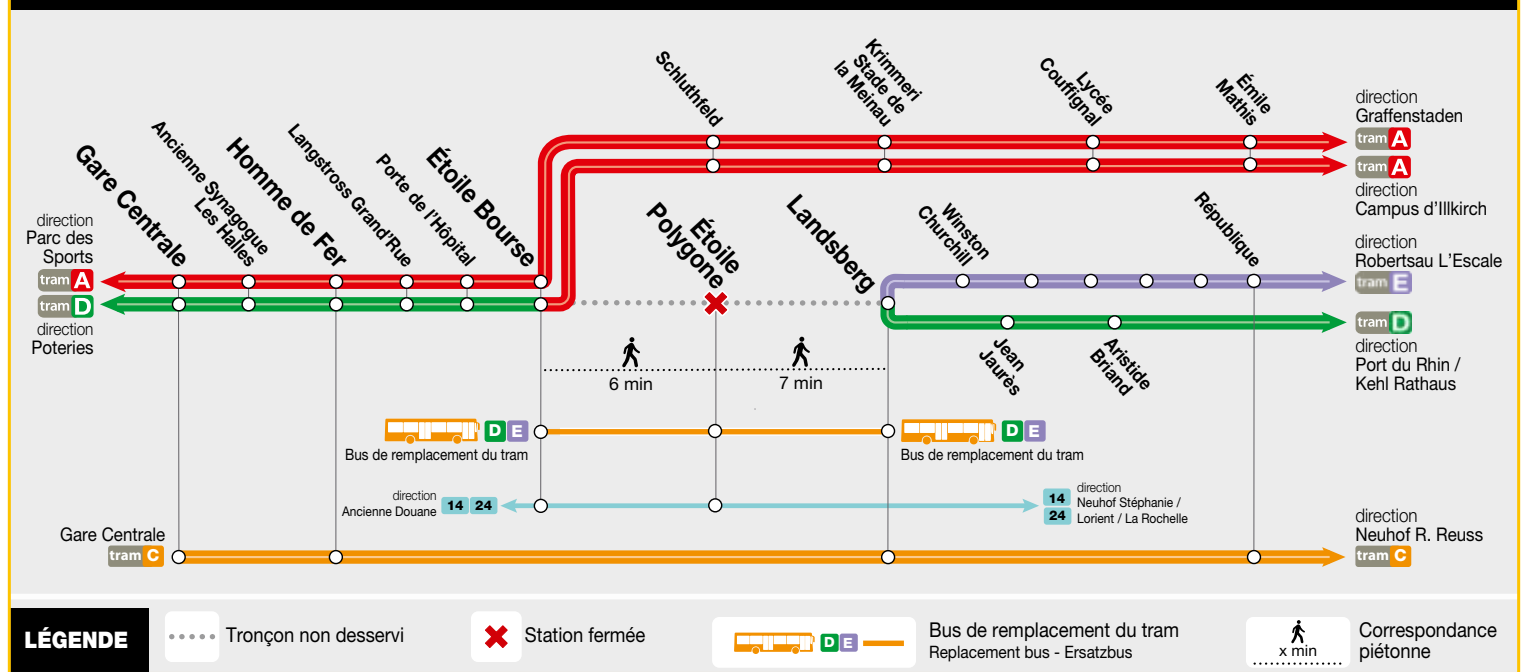 Schluthfeld
Krimmeri
Stade de
la Meinau
Lycée
Couffignal
Émile
Mathis
direction
Graffenstaden
tram A
tram A
direction
Campus d'Illkirch
Gare Centrale
Ancienne Synagogue
Les Halles
Homme de Fer
Langstross Grand'Rue
Porte de l'Hôpital
Étoile Bourse
Étoile
Polygone
Landsberg
Winston
Churchill
République
direction
Parc des
Sports
tram A
tram D
direction
Poteries
direction
Robertsau L'Escale
tram E
tram D
direction
Port du Rhin /
Kehl Rathaus
Jean
Jaurès
Aristide
Briand
6 min
7 min
D E
Bus de remplacement du tram
D E
Bus de remplacement du tram
direction
Ancienne Douane
14 24
14
24
direction
Neuhof Stéphanie /
Lorient / La Rochelle
Gare Centrale
tram C
direction
Neuhof R. Reuss
tram C
LÉGENDE
Tronçon non desservi
Station fermée
D E
Bus de remplacement du tram
Replacement bus - Ersatzbus
x min
Correspondance
piétonne